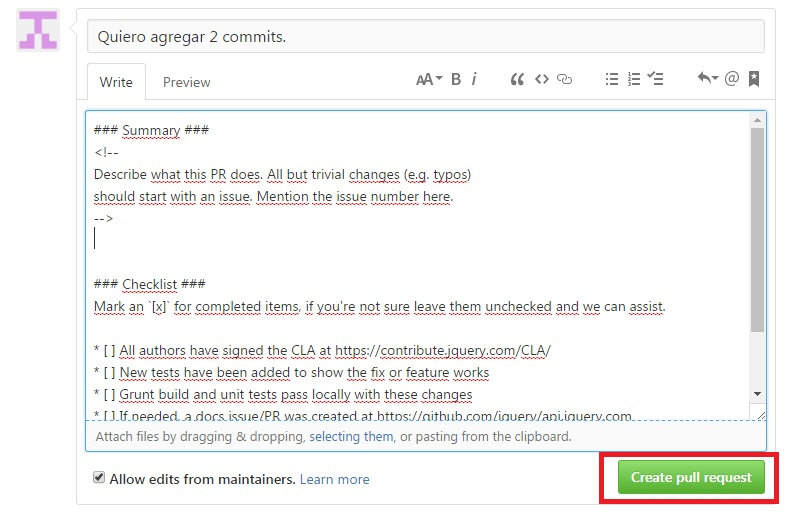 Quiero agregar 2 commits.
Write Preview AA B i
### Summary ###
<!--
Describe what this PR does. All but trivial changes (e.g. typos)
should start with an issue. Mention the issue number here.
-->
### Checklist ###
Mark an `[x]` for completed items, if you're not sure leave them unchecked and we can assist.
* [ ] All authors have signed the CLA at https://contribute.jquery.com/CLA/
* [ ] New tests have been added to show the fix or feature works
* [ ] Grunt build and unit tests pass locally with these changes
* [ ] If needed, a docs issue/PR was created at https://github.com/jquery/api.jquery.com
Attach files by dragging & dropping, selecting them, or pasting from the clipboard.
Allow edits from maintainers. Learn more
Create pull request